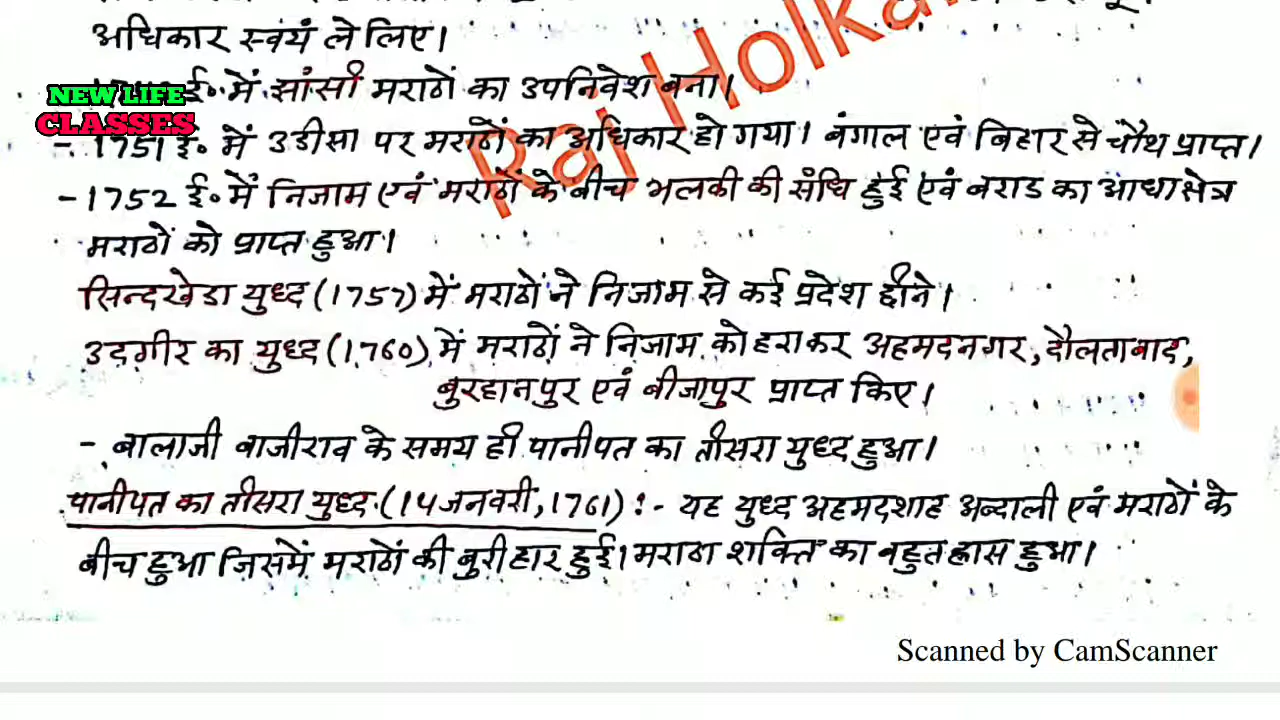 अधिकार स्वयं ले लिए।
ई॰ में झांसी मराठों का उपनिवेश बना।
NEW LIFE
CLASSES
- 1751 ई॰ में उडीसा पर मराठों का अधिकार हो गया। बंगाल एवं बिहार से चौथ प्राप्त।
- 1752 ई॰ में निजाम एवं मराठों के बीच भलकी की संधि हुई एवं बराड का आधा क्षेत्र
मराठों को प्राप्त हुआ।
सिन्दखेडा युध्द (1757) में मराठों ने निजाम से कई प्रदेश छीने।
उदगीर का युध्द (1760) में मराठों ने निजाम को हराकर अहमदनगर, दौलताबाद,
बुरहानपुर एवं बीजापुर प्राप्त किए।
- बालाजी बाजीराव के समय ही पानीपत का तीसरा युध्द हुआ।
पानीपत का तीसरा युध्द (14 जनवरी, 1761) :- यह युध्द अहमदशाह अब्दाली एवं मराठों के
बीच हुआ जिसमें मराठों की बुरी हार हुई। मराठा शक्ति का बहुत ह्रास हुआ।
Raj Holka
Scanned by CamScanner